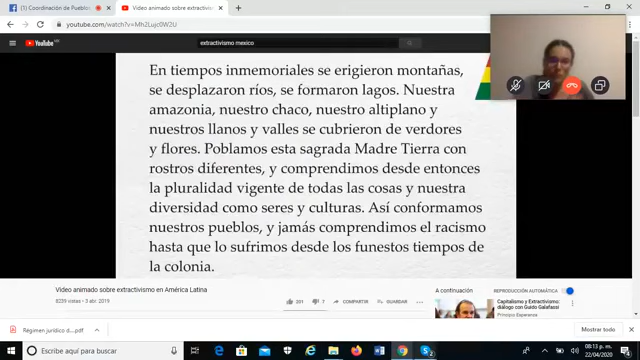 Coordinación de Pueblo
Video animado sobre extractivism
youtube.com/watch?v=Mh2Lujc0W2U
YouTube
extractivismo mexico
En tiempos inmemoriales se erigieron montañas,
se desplazaron ríos, se formaron lagos. Nuestra
amazonia, nuestro chaco, nuestro altiplano y
nuestros llanos y valles se cubrieron de verdores
y flores. Poblamos esta sagrada Madre Tierra con
rostros diferentes, y comprendimos desde entonces
la pluralidad vigente de todas las cosas y nuestra
diversidad como seres y culturas. Así conformamos
nuestros pueblos, y jamás comprendimos el racismo
hasta que lo sufrimos desde los funestos tiempos de
la colonia.
Video animado sobre extractivismo en América Latina
8239 vistas • 3 abr. 2019
201
7
COMPARTIR
GUARDAR
A continuación
REPRODUCCIÓN AUTOMÁTICA
Capitalismo y Extractivismo:
diálogo con Guido Galafassi
Principio Esperanza
Régimen jurídico d....pdf
Mostrar todo
Escribe aquí para buscar
08:13 p. m.
22/04/2020